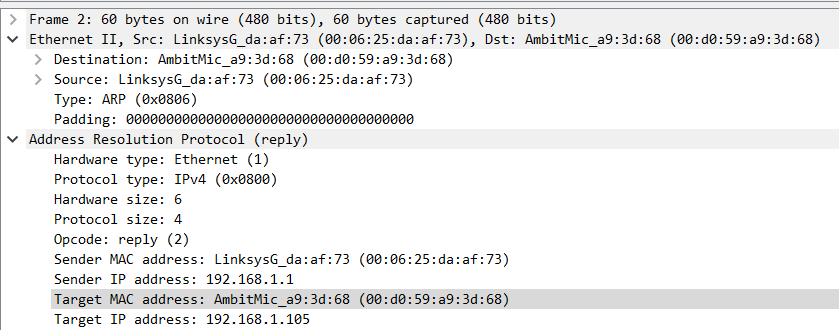 Frame 2: 60 bytes on wire (480 bits), 60 bytes captured (480 bits)
Ethernet II, Src: LinksysG_da:af:73 (00:06:25:da:af:73), Dst: AmbitMic_a9:3d:68 (00:d0:59:a9:3d:68)
Destination: AmbitMic_a9:3d:68 (00:d0:59:a9:3d:68)
Source: LinksysG_da:af:73 (00:06:25:da:af:73)
Type: ARP (0x0806)
Padding: 000000000000000000000000000000000000
Address Resolution Protocol (reply)
Hardware type: Ethernet (1)
Protocol type: IPv4 (0x0800)
Hardware size: 6
Protocol size: 4
Opcode: reply (2)
Sender MAC address: LinksysG_da:af:73 (00:06:25:da:af:73)
Sender IP address: 192.168.1.1
Target MAC address: AmbitMic_a9:3d:68 (00:d0:59:a9:3d:68)
Target IP address: 192.168.1.105